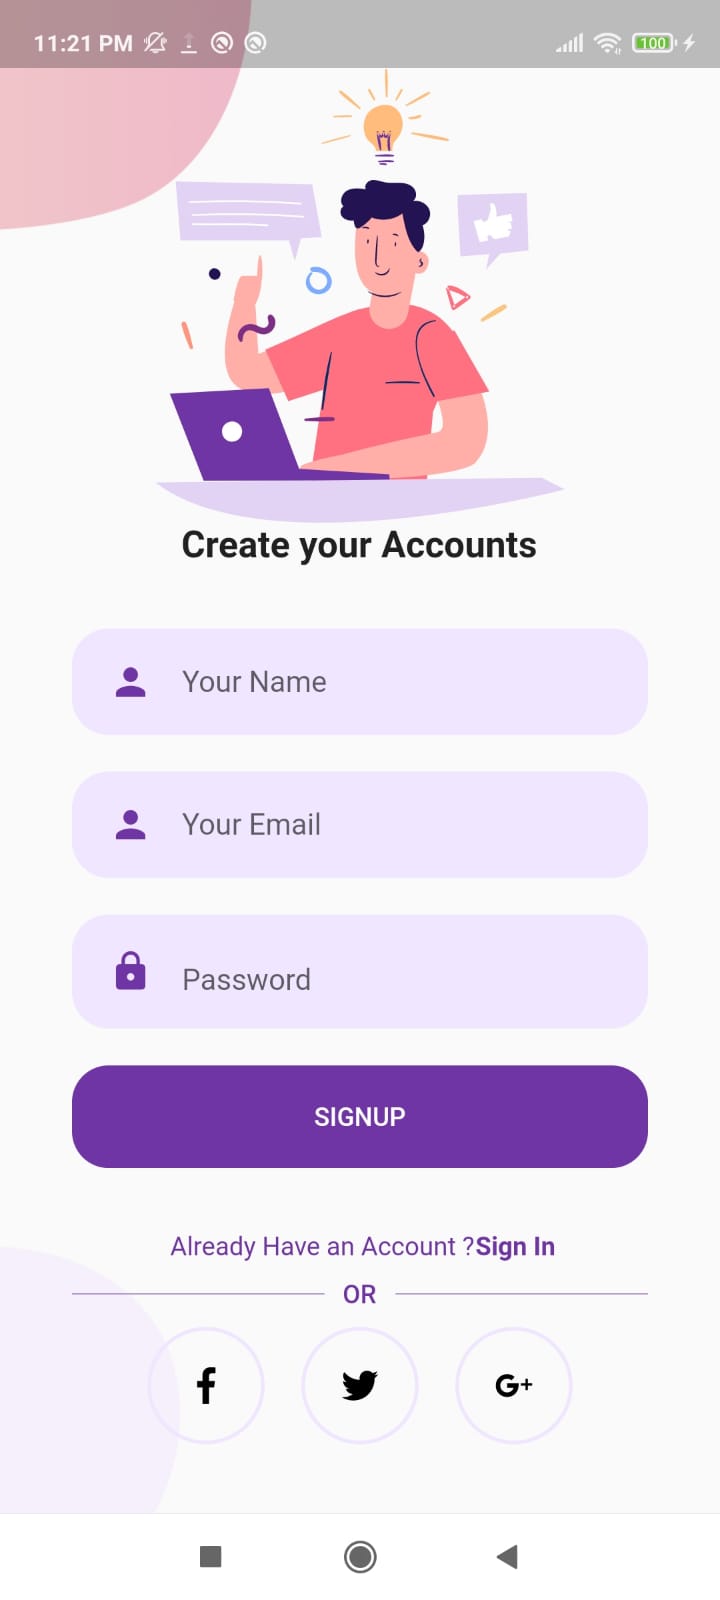 11:21 PM
100
Create your Accounts
Your Name
Your Email
Password
SIGNUP
Already Have an Account ?Sign In
OR
G+